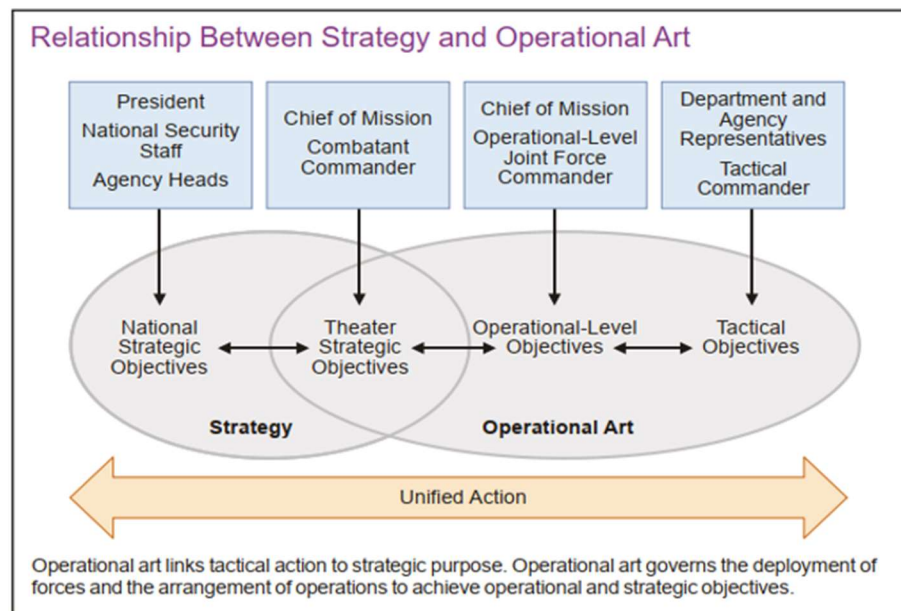 Relationship Between Strategy and Operational Art
President
National Security
Staff
Agency Heads
Chief of Mission
Combatant
Commander
Chief of Mission
Operational-Level
Joint Force
Commander
Department and
Agency
Representatives
Tactical
Commander
National
Strategic
Objectives
Theater
Strategic
Objectives
Operational-Level
Objectives
Tactical
Objectives
Strategy
Operational Art
Unified Action
Operational art links tactical action to strategic purpose. Operational art governs the deployment of
forces and the arrangement of operations to achieve operational and strategic objectives.